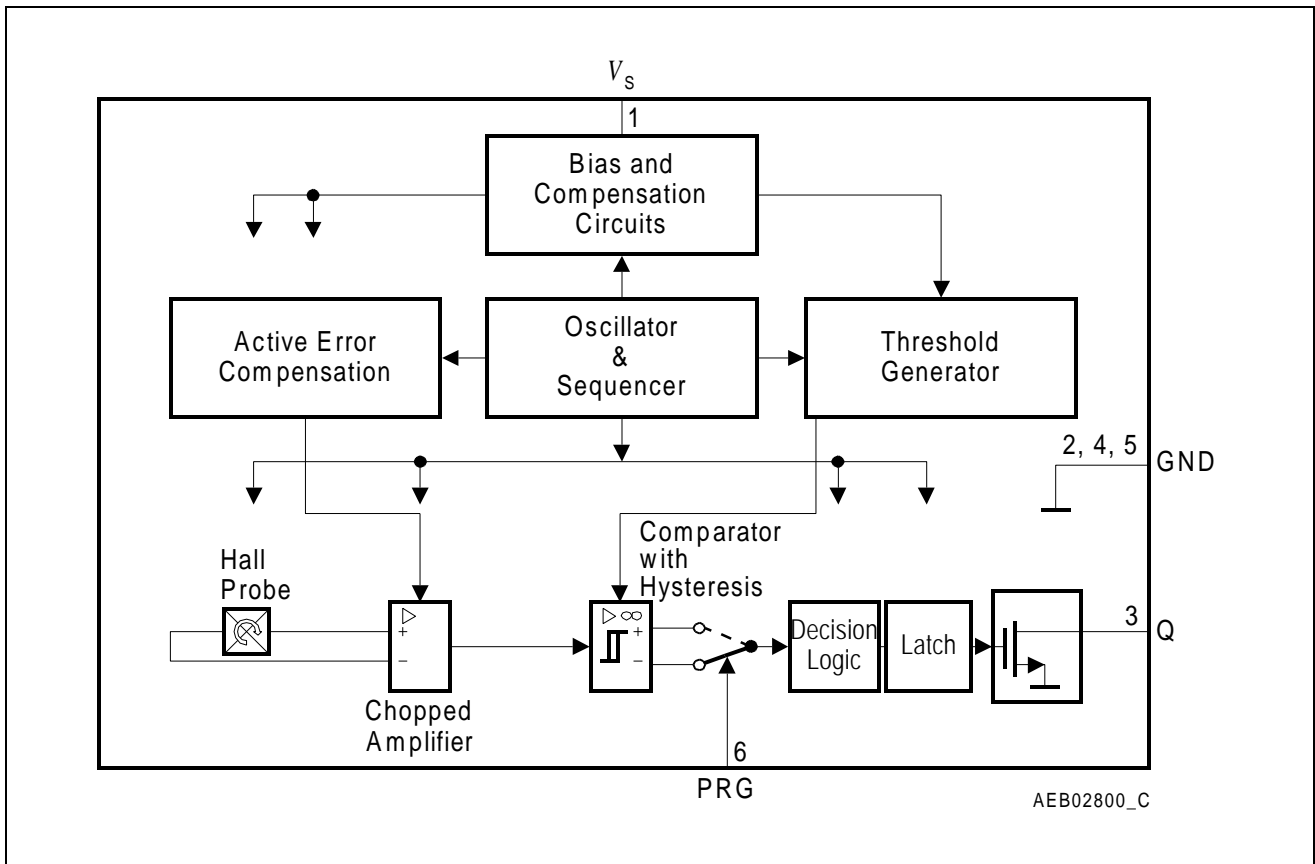 VS
1
Bias and
Compensation
Circuits
Active Error
Compensation
Oscillator
&
Sequencer
Threshold
Generator
2, 4, 5
GND
Comparator
with
Hysteresis
Hall
Probe
▷
+
−
▷ ∞
+
−
Decision
Logic
Latch
3
Q
Chopped
Amplifier
6
PRG
AEB02800_C